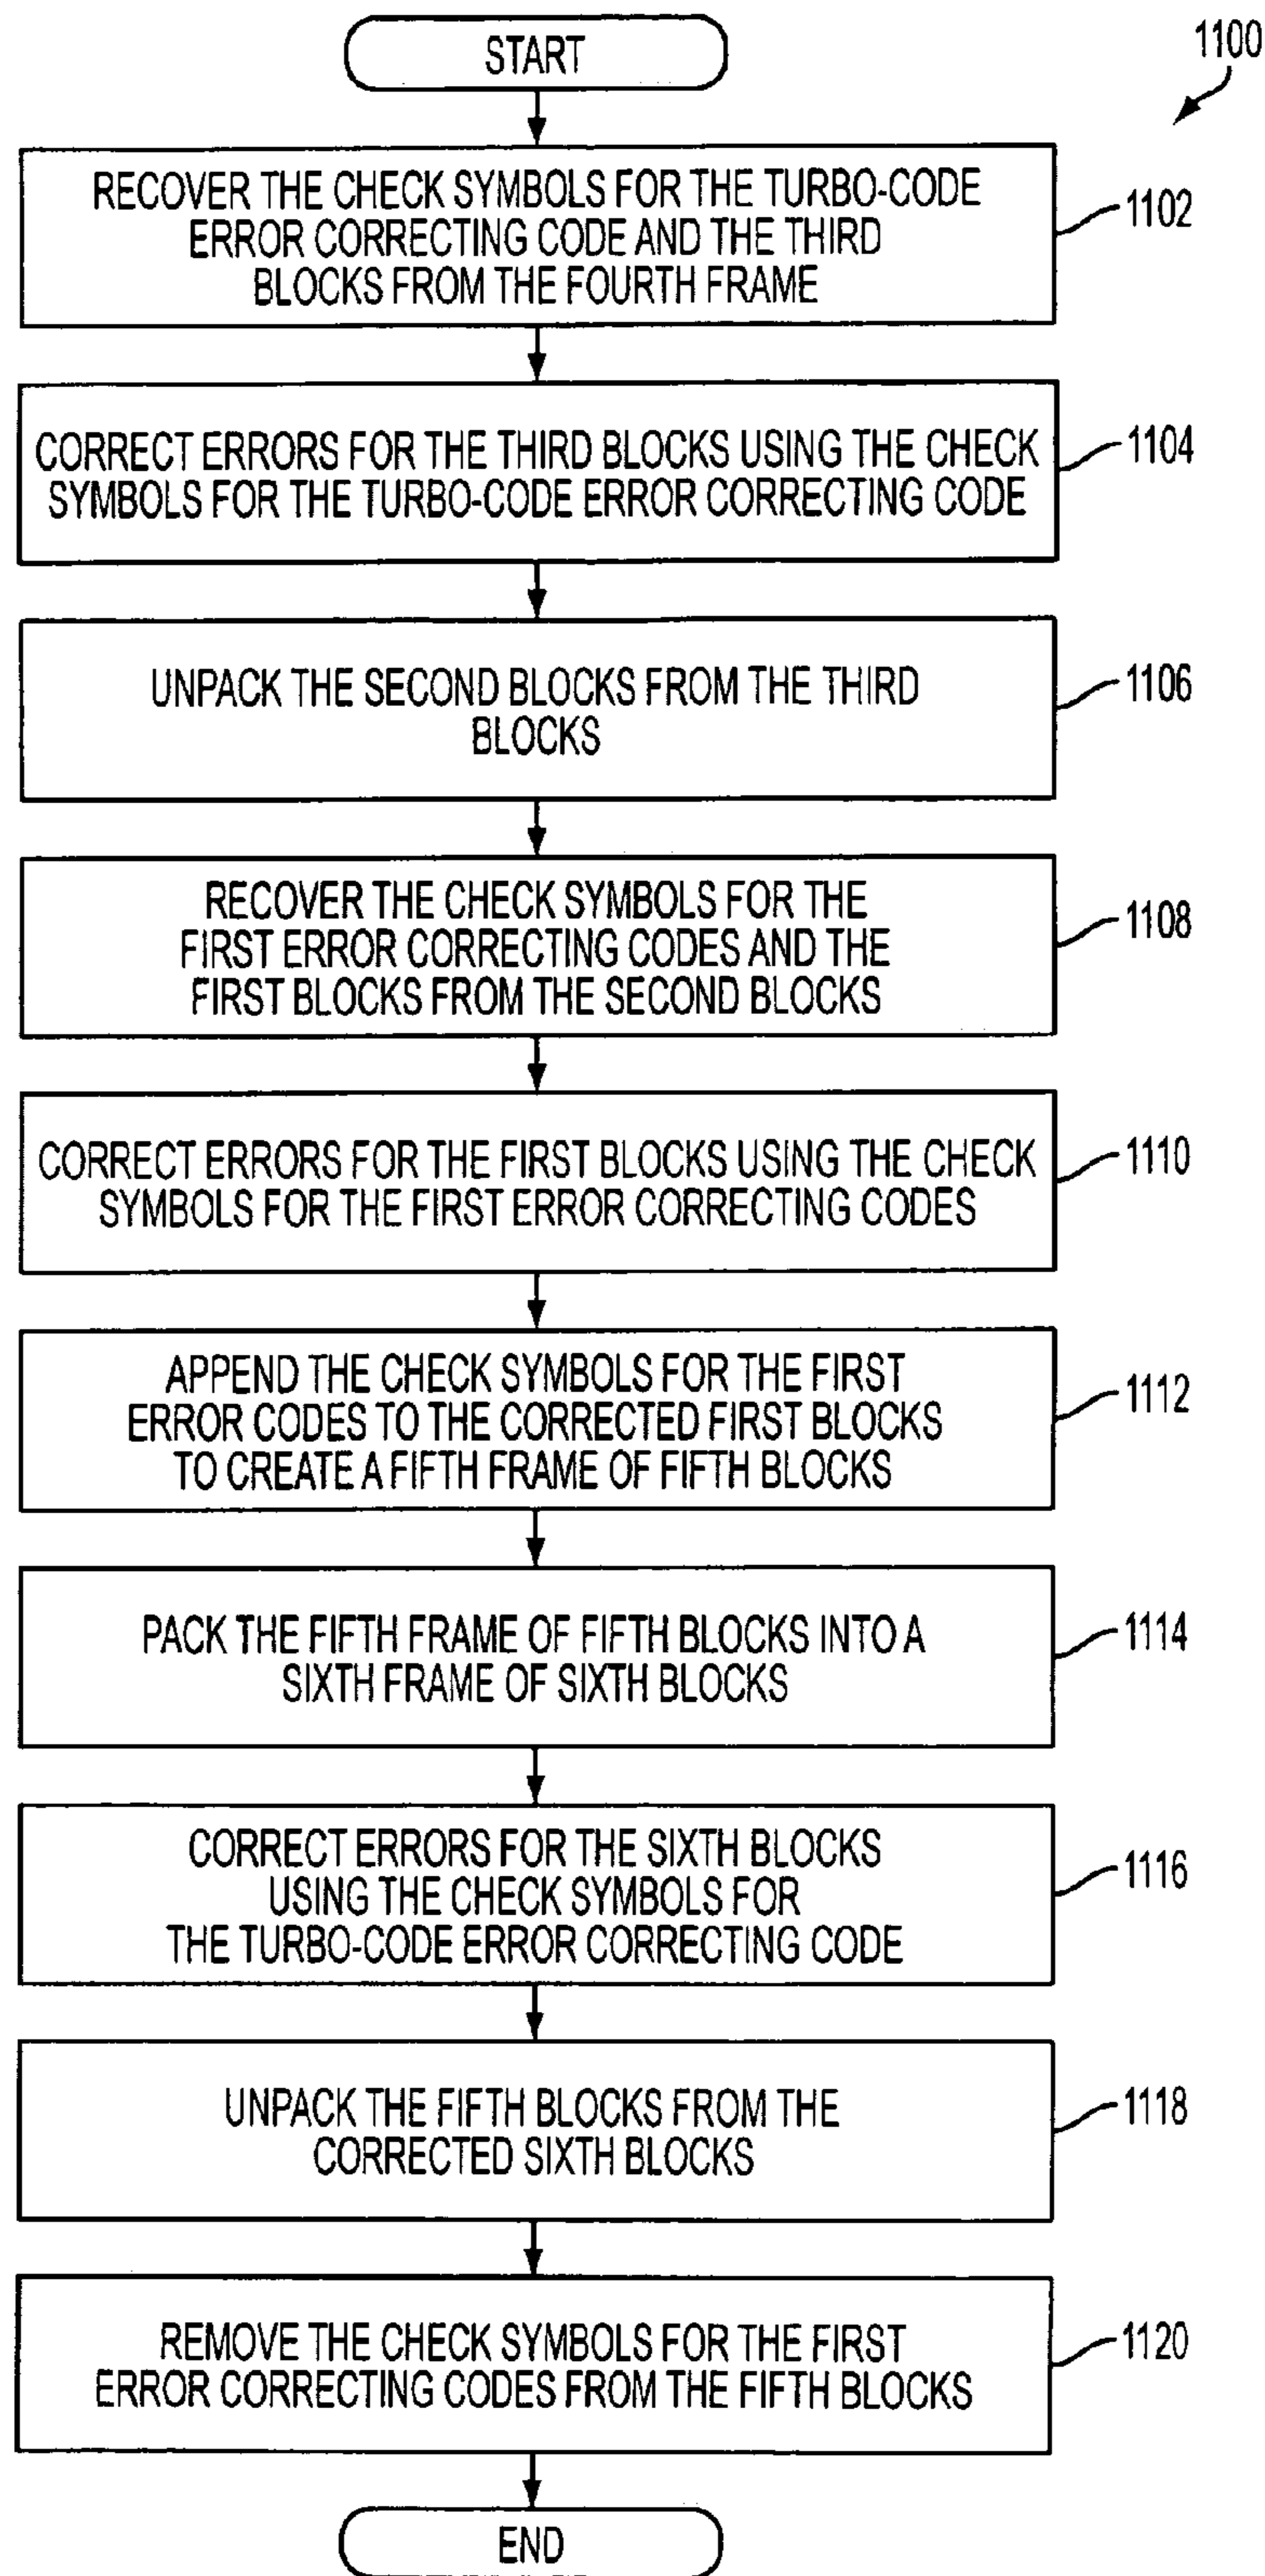 START
1100
RECOVER THE CHECK SYMBOLS FOR THE TURBO-CODE
ERROR CORRECTING CODE AND THE THIRD
BLOCKS FROM THE FOURTH FRAME
1102
CORRECT ERRORS FOR THE THIRD BLOCKS USING THE CHECK
SYMBOLS FOR THE TURBO-CODE ERROR CORRECTING CODE
1104
UNPACK THE SECOND BLOCKS FROM THE THIRD
BLOCKS
1106
RECOVER THE CHECK SYMBOLS FOR THE
FIRST ERROR CORRECTING CODES AND THE
FIRST BLOCKS FROM THE SECOND BLOCKS
1108
CORRECT ERRORS FOR THE FIRST BLOCKS USING THE CHECK
SYMBOLS FOR THE FIRST ERROR CORRECTING CODES
1110
APPEND THE CHECK SYMBOLS FOR THE FIRST
ERROR CODES TO THE CORRECTED FIRST BLOCKS
TO CREATE A FIFTH FRAME OF FIFTH BLOCKS
1112
PACK THE FIFTH FRAME OF FIFTH BLOCKS INTO A
SIXTH FRAME OF SIXTH BLOCKS
1114
CORRECT ERRORS FOR THE SIXTH BLOCKS
USING THE CHECK SYMBOLS FOR
THE TURBO-CODE ERROR CORRECTING CODE
1116
UNPACK THE FIFTH BLOCKS FROM THE
CORRECTED SIXTH BLOCKS
1118
REMOVE THE CHECK SYMBOLS FOR THE FIRST
ERROR CORRECTING CODES FROM THE FIFTH BLOCKS
1120
END